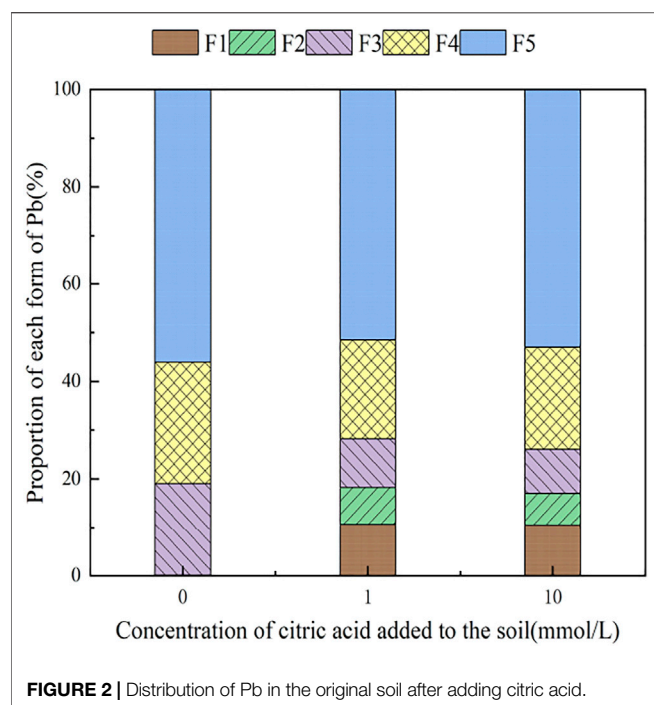 F1 F2 F3 F4 F5
100
80
60
40
20
0
Proportion of each form of Pb(%)
0 1 10
Concentration of citric acid added to the soil(mmol/L)
FIGURE 2 | Distribution of Pb in the original soil after adding citric acid.